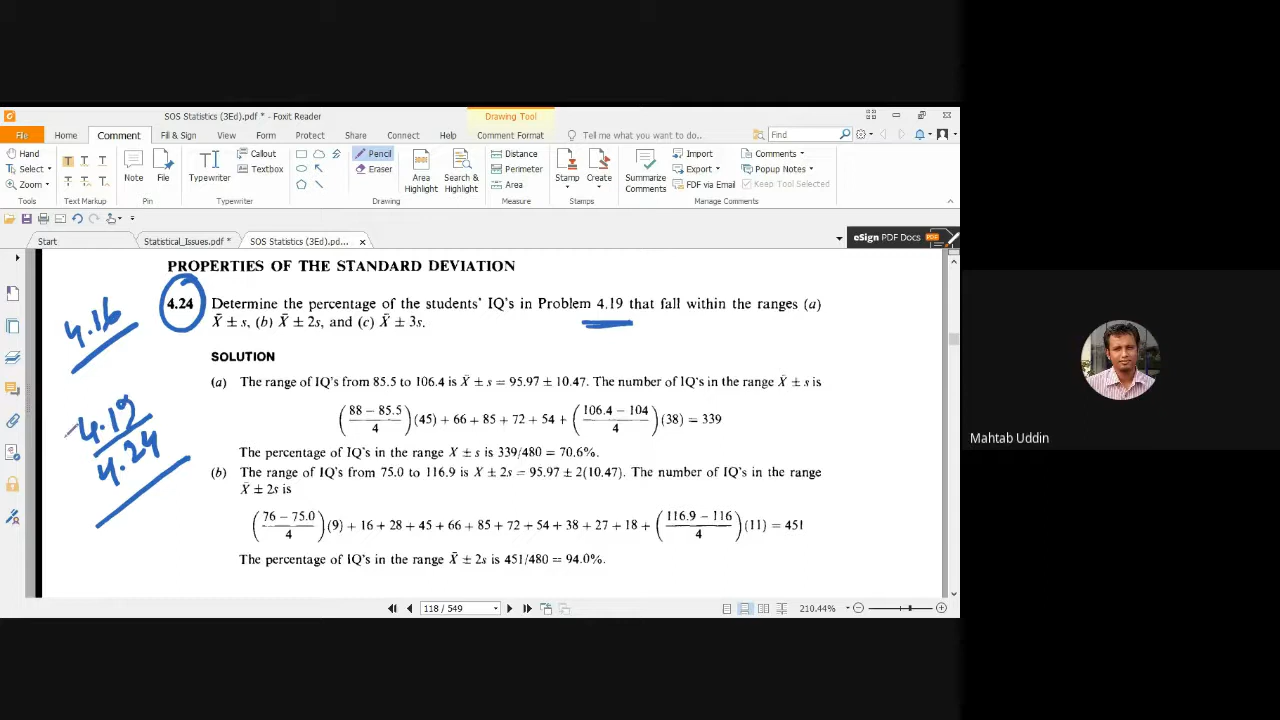 SOS Statistics (3Ed).pdf * - Foxit Reader
Drawing Tool
File Home Comment Fill & Sign View Form Protect Share Connect Help Comment Format Tell me what you want to do.. Find
Hand
Select
Zoom
Tools
T T T
T T T
Text Markup
Note
File
Pin
Typewriter
Callout
Textbox
Typewriter
Pencil
Eraser
Area Highlight
Search & Highlight
Drawing
Distance
Perimeter
Area
Measure
Stamp
Create
Stamps
Summarize Comments
Import
Export
FDF via Email
Comments
Popup Notes
Keep Tool Selected
Manage Comments
Start Statistical_Issues.pdf * SOS Statistics (3Ed).pd... eSign PDF Docs
PROPERTIES OF THE STANDARD DEVIATION
4.24 Determine the percentage of the students' IQ's in Problem 4.19 that fall within the ranges (a)
X̄ ± s, (b) X̄ ± 2s, and (c) X̄ ± 3s.
4.16
SOLUTION
(a) The range of IQ's from 85.5 to 106.4 is X̄ ± s = 95.97 ± 10.47. The number of IQ's in the range X̄ ± s is
((88 − 85.5)/4)(45) + 66 + 85 + 72 + 54 + ((106.4 − 104)/4)(38) = 339
4.19
4.24
The percentage of IQ's in the range X ± s is 339/480 = 70.6%.
(b) The range of IQ's from 75.0 to 116.9 is X ± 2s = 95.97 ± 2(10.47). The number of IQ's in the range
X̄ ± 2s is
((76 − 75.0)/4)(9) + 16 + 28 + 45 + 66 + 85 + 72 + 54 + 38 + 27 + 18 + ((116.9 − 116)/4)(11) = 451
The percentage of IQ's in the range X̄ ± 2s is 451/480 = 94.0%.
118 / 549
210.44%
Mahtab Uddin